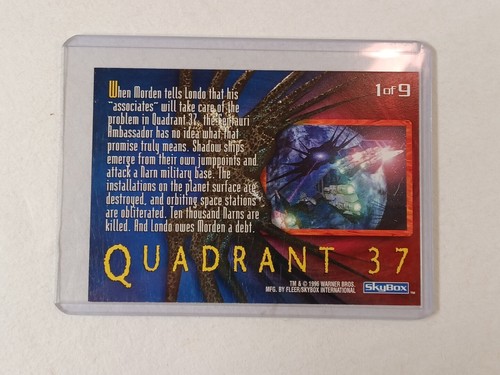 1 of 9
When Morden tells Londo that his
"associates" will take care of the
problem in Quadrant 37, the Centauri
Ambassador has no idea what that
promise truly means. Shadow ships
emerge from their own jumppoints and
attack a Narn military base. The
installations on the planet surface are
destroyed, and orbiting space stations
are obliterated. Ten thousand Narns are
killed. And Londo owes Morden a debt.
QUADRANT 37
TM & © 1996 WARNER BROS.
MFG. BY FLEER/SKYBOX INTERNATIONAL
SKYBOX